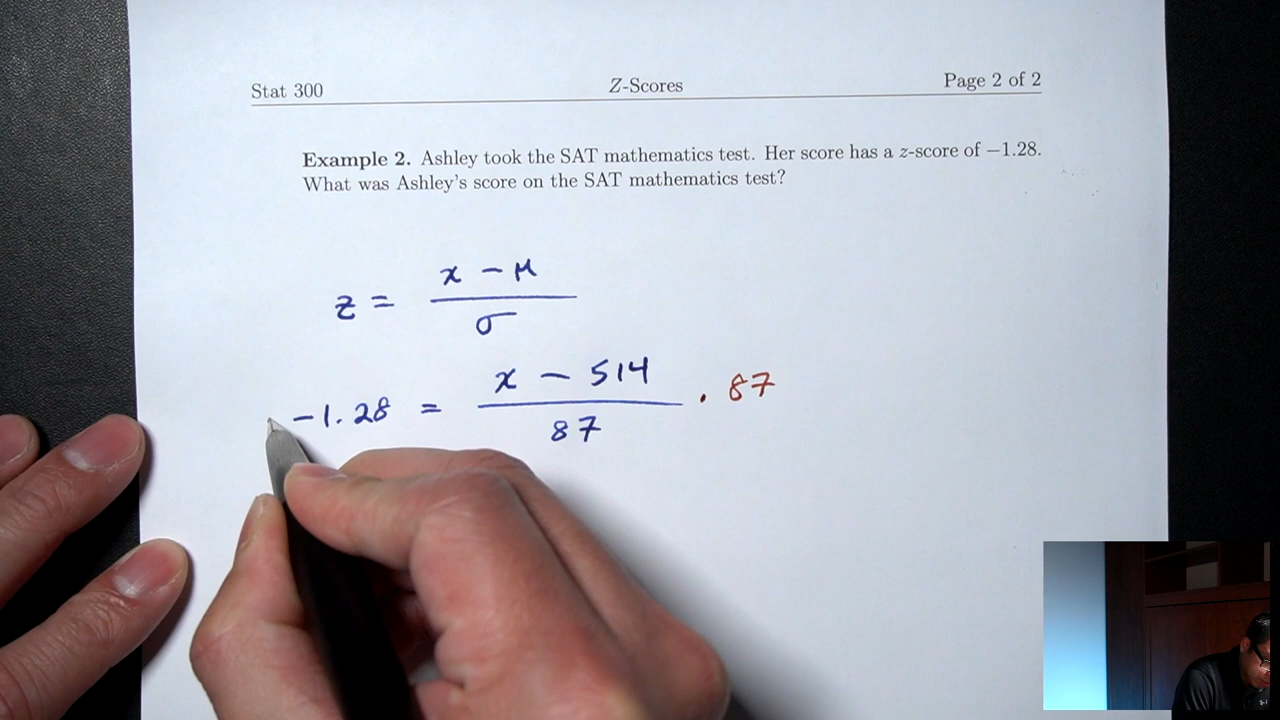 Stat 300 Z-Scores Page 2 of 2
Example 2. Ashley took the SAT mathematics test. Her score has a z-score of −1.28.
What was Ashley's score on the SAT mathematics test?
z = (x − μ) / σ
−1.28 = (x − 514) / 87 · 87